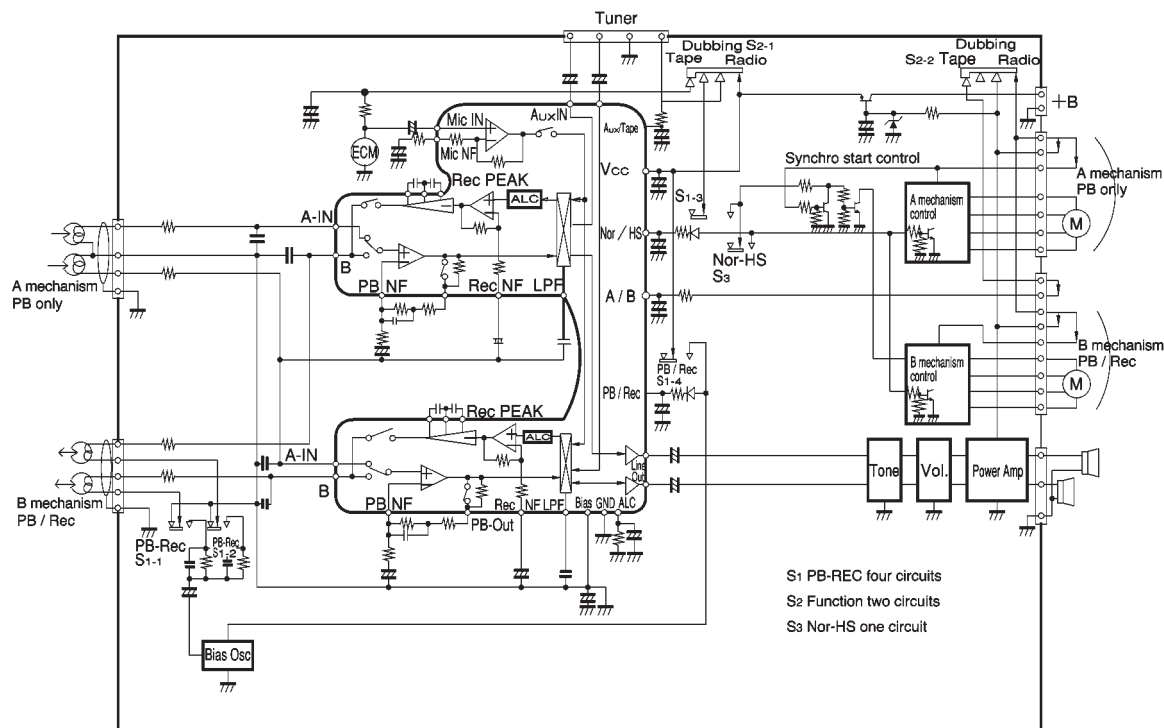 Tuner
Dubbing S2-1
Tape Radio
Dubbing
S2-2 Tape Radio
+B
Mic IN
AuxIN
Aux/Tape
ECM
Mic NF
Vcc
Synchro start control
Rec PEAK
ALC
S1-3
A mechanism
PB only
A-IN
Nor / HS
A mechanism
control
M
B
Nor-HS
S3
PB NF
Rec NF LPF
A / B
A mechanism
PB only
B mechanism
PB / Rec
PB / Rec
S1-4
B mechanism
control
M
PB / Rec
Rec PEAK
ALC
A-IN
B
Line
Out
Tone
Vol.
Power Amp
PB NF
Rec NF LPF Bias GND ALC
PB-Out
B mechanism
PB / Rec
PB-Rec
S1-1
PB-Rec
S1-2
S1 PB-REC four circuits
S2 Function two circuits
S3 Nor-HS one circuit
Bias Osc